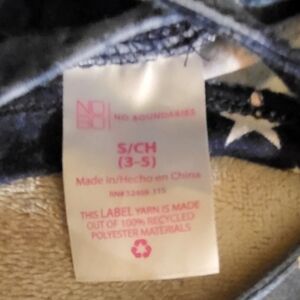 NO
BO
NO BOUNDARIES
S/CH
(3-5)
Made in/Hecho en China
THIS LABEL YARN IS MADE
OUT OF 100% RECYCLED
POLYESTER MATERIALS